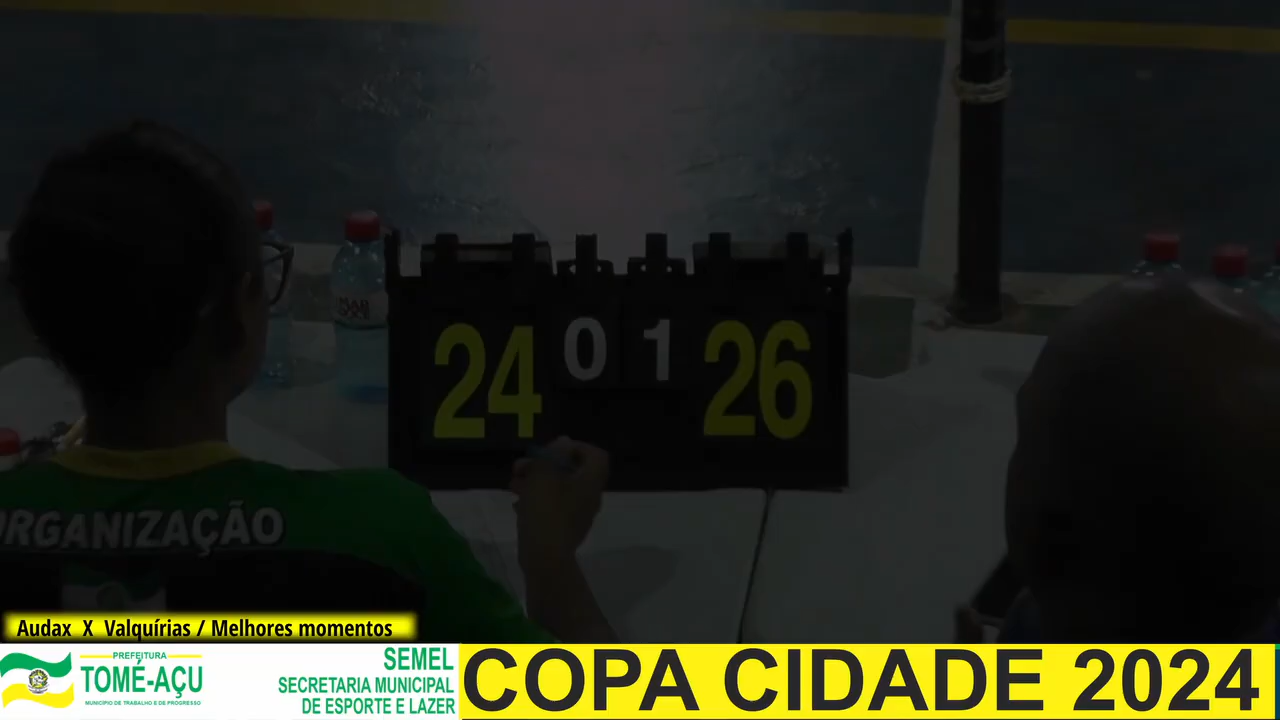 24 0 1 26
ORGANIZAÇÃO
Audax X Valquírias / Melhores momentos
PREFEITURA
TOMÉ-AÇU
MUNICÍPIO DE TRABALHO E DE PROGRESSO
SEMEL
SECRETARIA MUNICIPAL
DE ESPORTE E LAZER
COPA CIDADE 2024